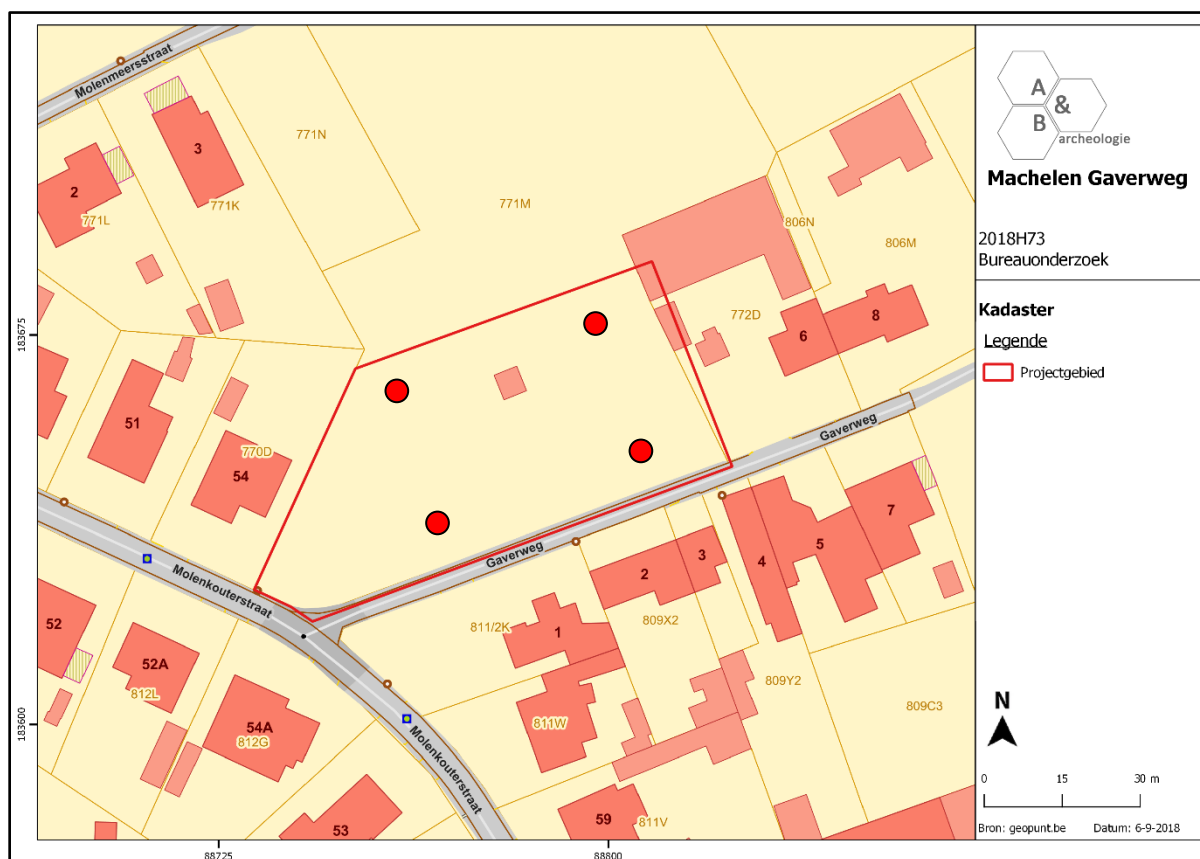 Molenmeersstraat
3
771N
2
771K
771L
771M
806N
806M
772D
8
6
51
770D
54
Gaverweg
7
5
4
3
2
Gaverweg
Molenkouterstraat
52
52A
812L
54A
812G
811/2K
1
809X2
809Y2
809C3
811W
Molenkouterstraat
53
59
811V
183675
183600
88725
88800
A
&
B
archeologie
Machelen Gaverweg
2018H73
Bureauonderzoek
Kadaster
Legende
Projectgebied
N
0 15 30 m
Bron: geopunt.be Datum: 6-9-2018